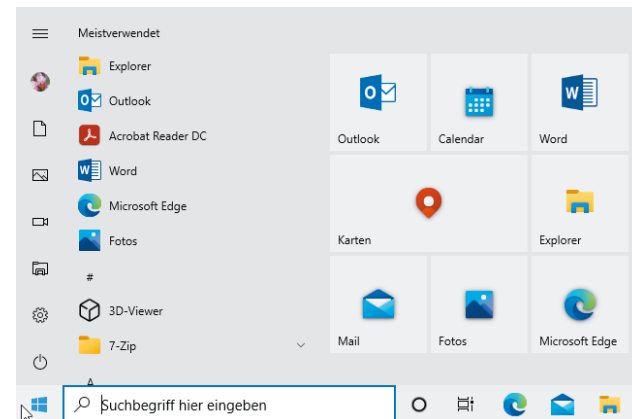 Meistverwendet
Explorer
Outlook
Acrobat Reader DC
Word
Microsoft Edge
Fotos
#
3D-Viewer
7-Zip
A
Outlook
Calendar
Word
Karten
Explorer
Mail
Fotos
Microsoft Edge
Suchbegriff hier eingeben